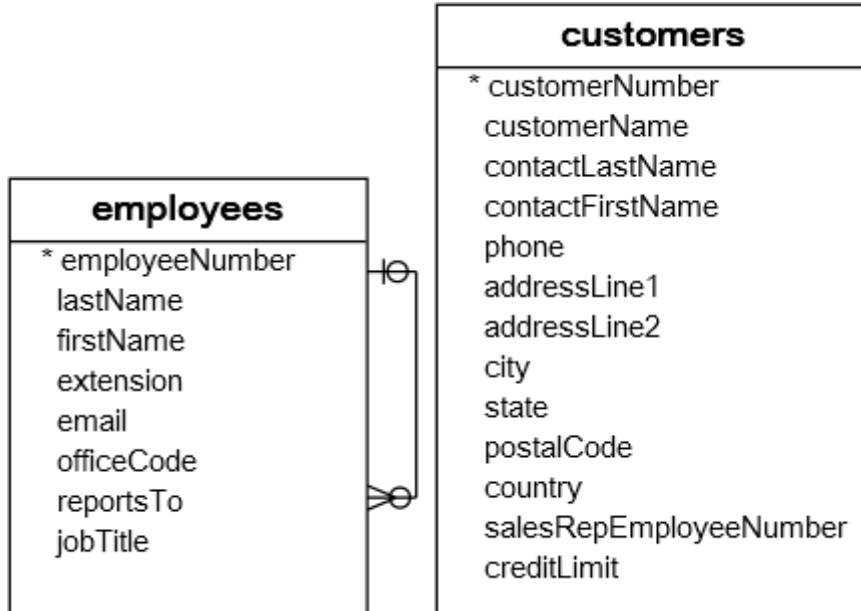 employees
* employeeNumber
lastName
firstName
extension
email
officeCode
reportsTo
jobTitle
customers
* customerNumber
customerName
contactLastName
contactFirstName
phone
addressLine1
addressLine2
city
state
postalCode
country
salesRepEmployeeNumber
creditLimit